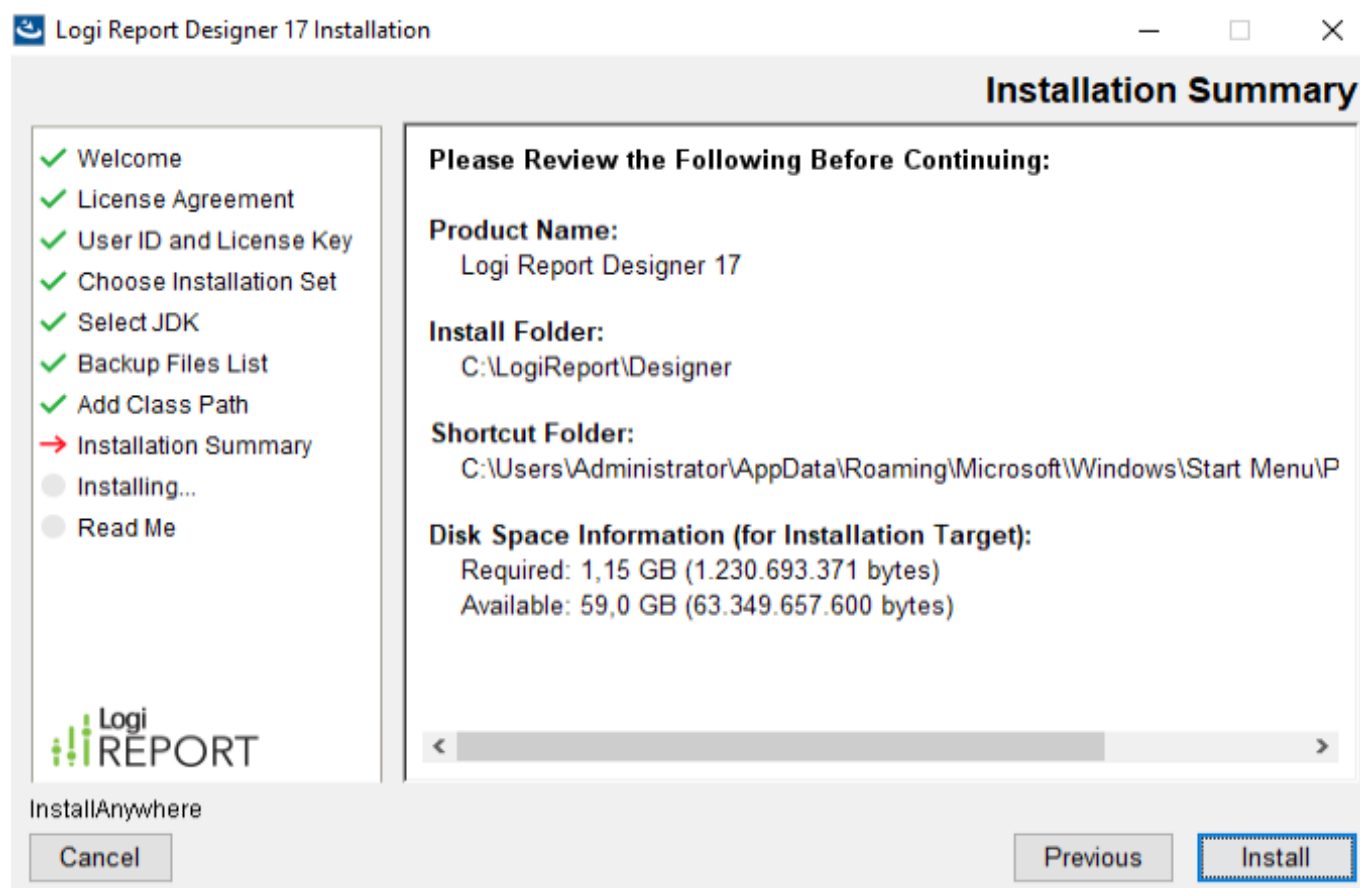 Logi Report Designer 17 Installation
Installation Summary
Welcome
License Agreement
User ID and License Key
Choose Installation Set
Select JDK
Backup Files List
Add Class Path
Installation Summary
Installing...
Read Me
Logi
REPORT
Please Review the Following Before Continuing:
Product Name:
Logi Report Designer 17
Install Folder:
C:\LogiReport\Designer
Shortcut Folder:
C:\Users\Administrator\AppData\Roaming\Microsoft\Windows\Start Menu\P
Disk Space Information (for Installation Target):
Required: 1,15 GB (1.230.693.371 bytes)
Available: 59,0 GB (63.349.657.600 bytes)
InstallAnywhere
Cancel
Previous
Install